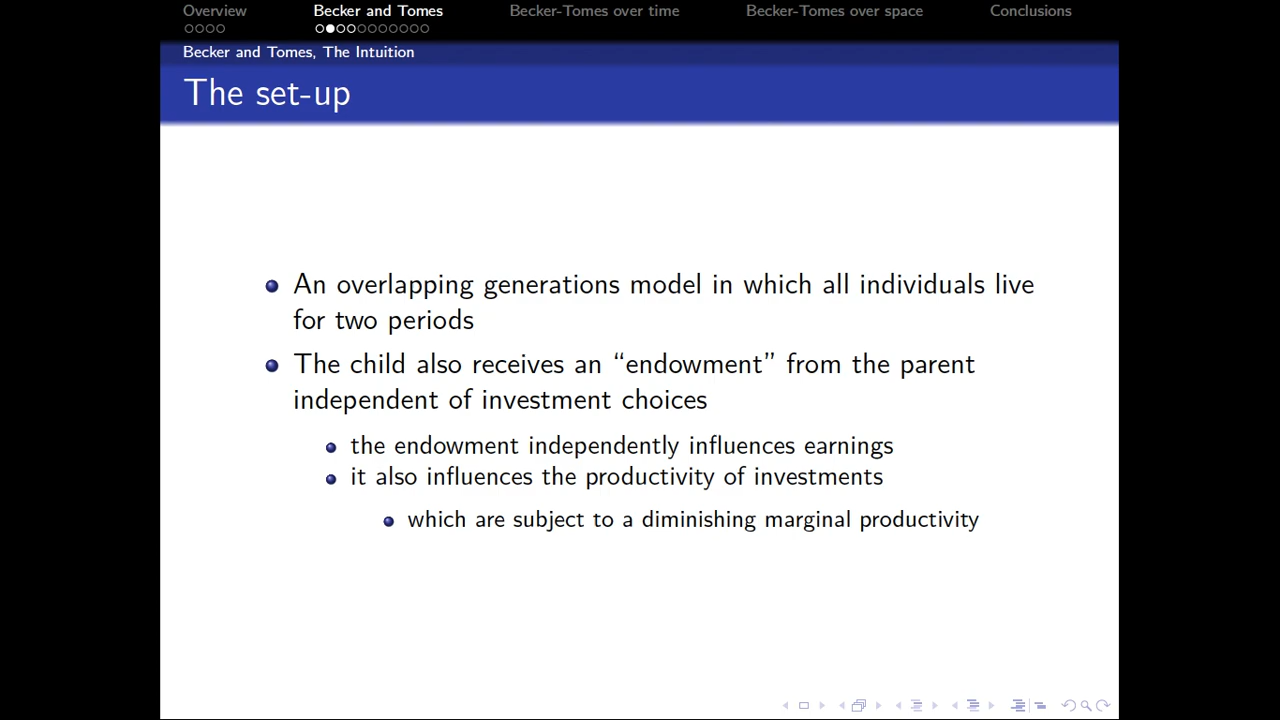 Overview
Becker and Tomes
Becker-Tomes over time
Becker-Tomes over space
Conclusions
Becker and Tomes, The Intuition
The set-up
An overlapping generations model in which all individuals live
for two periods
The child also receives an “endowment” from the parent
independent of investment choices
the endowment independently influences earnings
it also influences the productivity of investments
which are subject to a diminishing marginal productivity